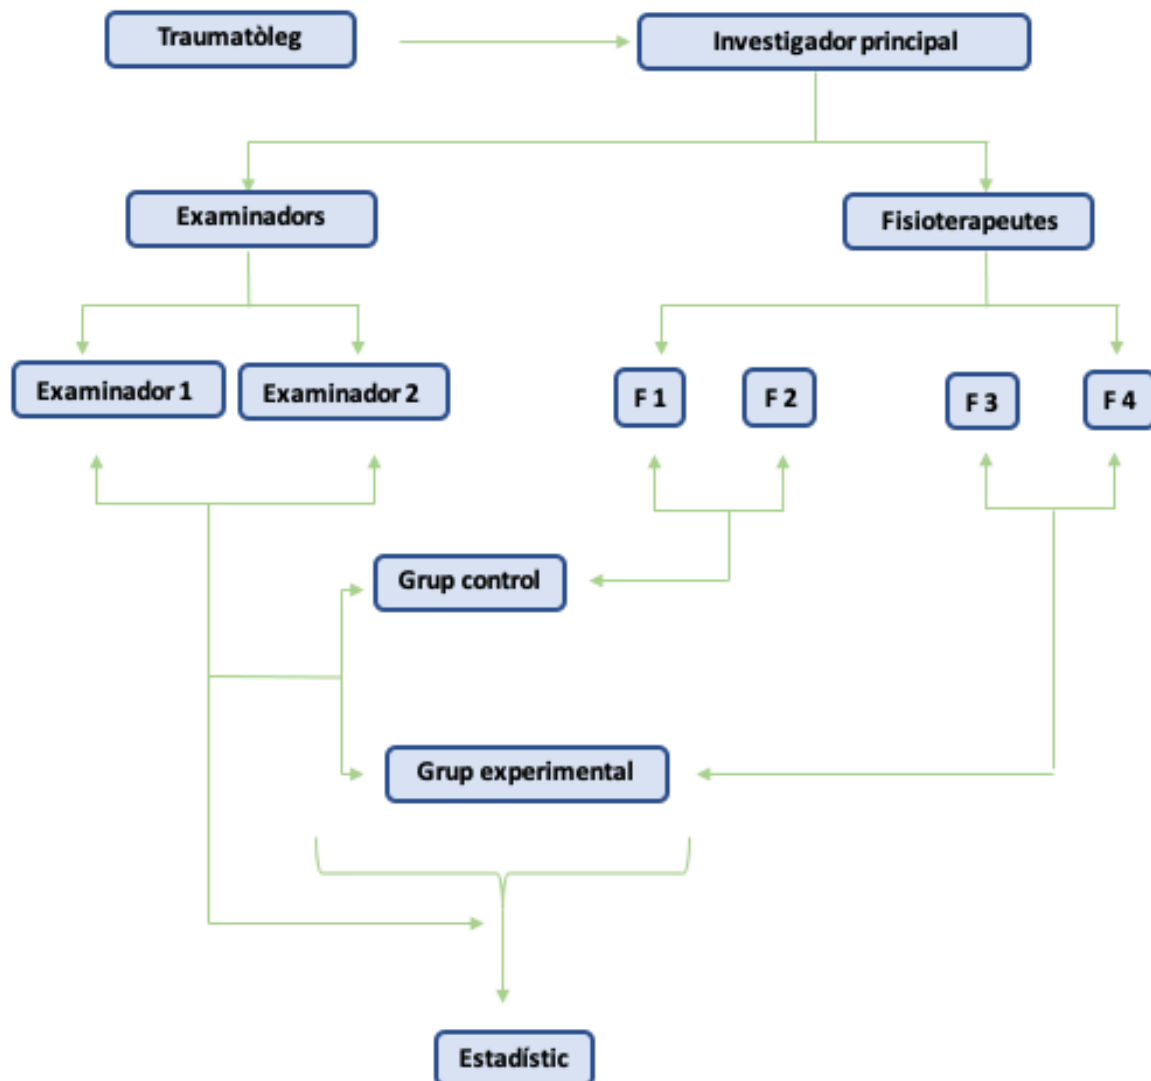 Traumatòleg
Investigador principal
Examinadors
Fisioterapeutes
Examinador 1
Examinador 2
F 1
F 2
F 3
F 4
Grup control
Grup experimental
Estadístic